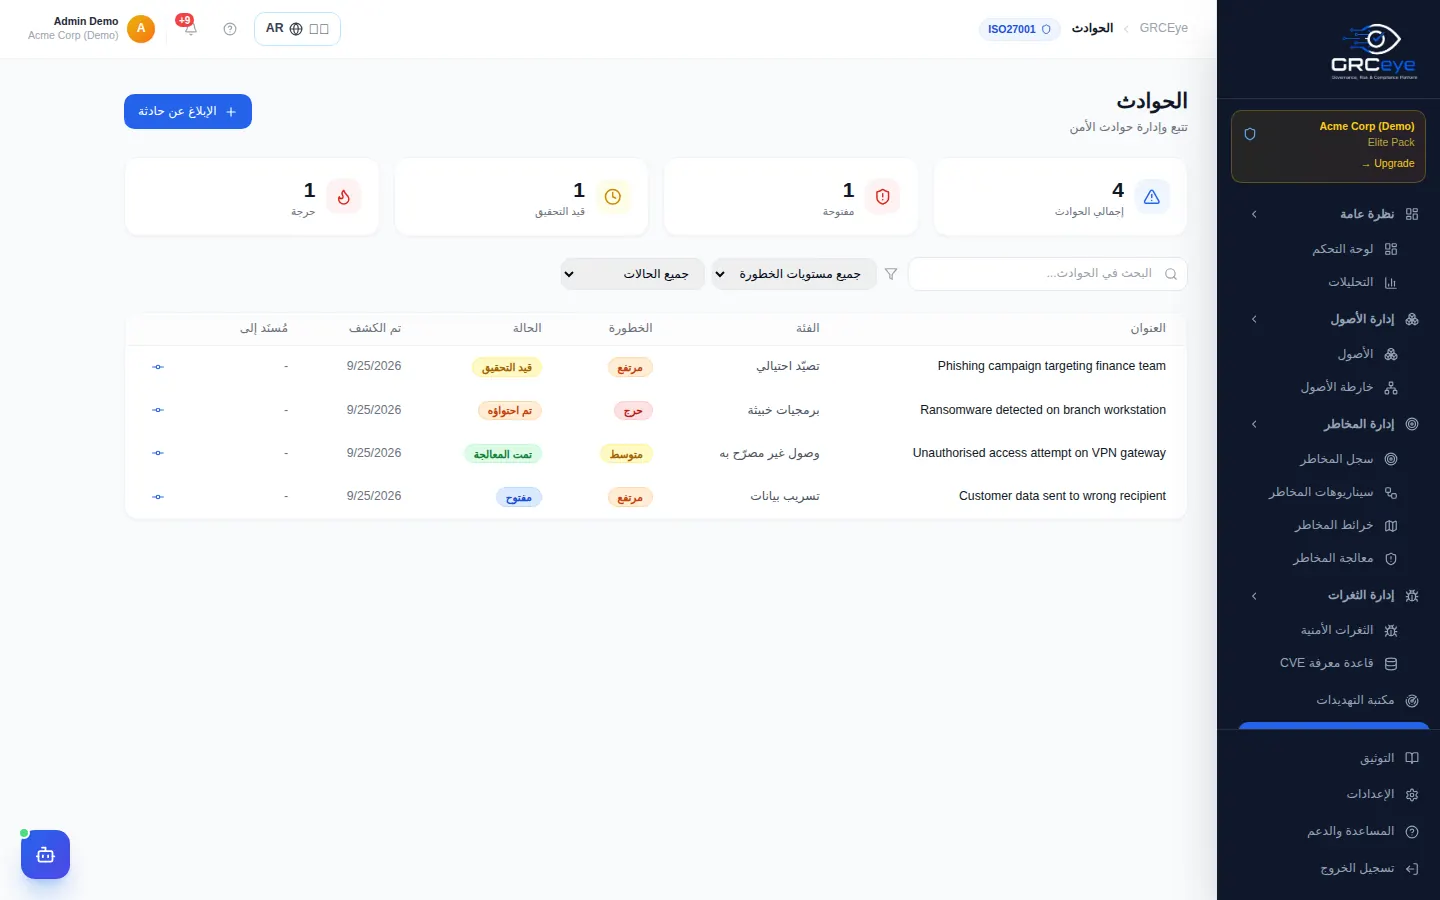 GRCeye
Governance, Risk & Compliance Platform
Acme Corp (Demo)
Elite Pack
→ Upgrade
نظرة عامة
لوحة التحكم
التحليلات
إدارة الأصول
الأصول
خارطة الأصول
إدارة المخاطر
سجل المخاطر
سيناريوهات المخاطر
خرائط المخاطر
معالجة المخاطر
إدارة الثغرات
الثغرات الأمنية
قاعدة معرفة CVE
مكتبة التهديدات
التوثيق
الإعدادات
المساعدة والدعم
تسجيل الخروج
GRCEye
الحوادث
ISO27001
AR
+9
A
Admin Demo
Acme Corp (Demo)
الحوادث
تتبع وإدارة حوادث الأمن
الإبلاغ عن حادثة
4
إجمالي الحوادث
1
مفتوحة
1
قيد التحقيق
1
حرجة
البحث في الحوادث...
جميع مستويات الخطورة
جميع الحالات
العنوان الفئة الخطورة الحالة تم الكشف مُسنَد إلى
Phishing campaign targeting finance team تصيّد احتيالي مرتفع قيد التحقيق 9/25/2026 -
Ransomware detected on branch workstation برمجيات خبيثة حرج تم احتواؤه 9/25/2026 -
Unauthorised access attempt on VPN gateway وصول غير مصرّح به متوسط تمت المعالجة 9/25/2026 -
Customer data sent to wrong recipient تسريب بيانات مرتفع مفتوح 9/25/2026 -